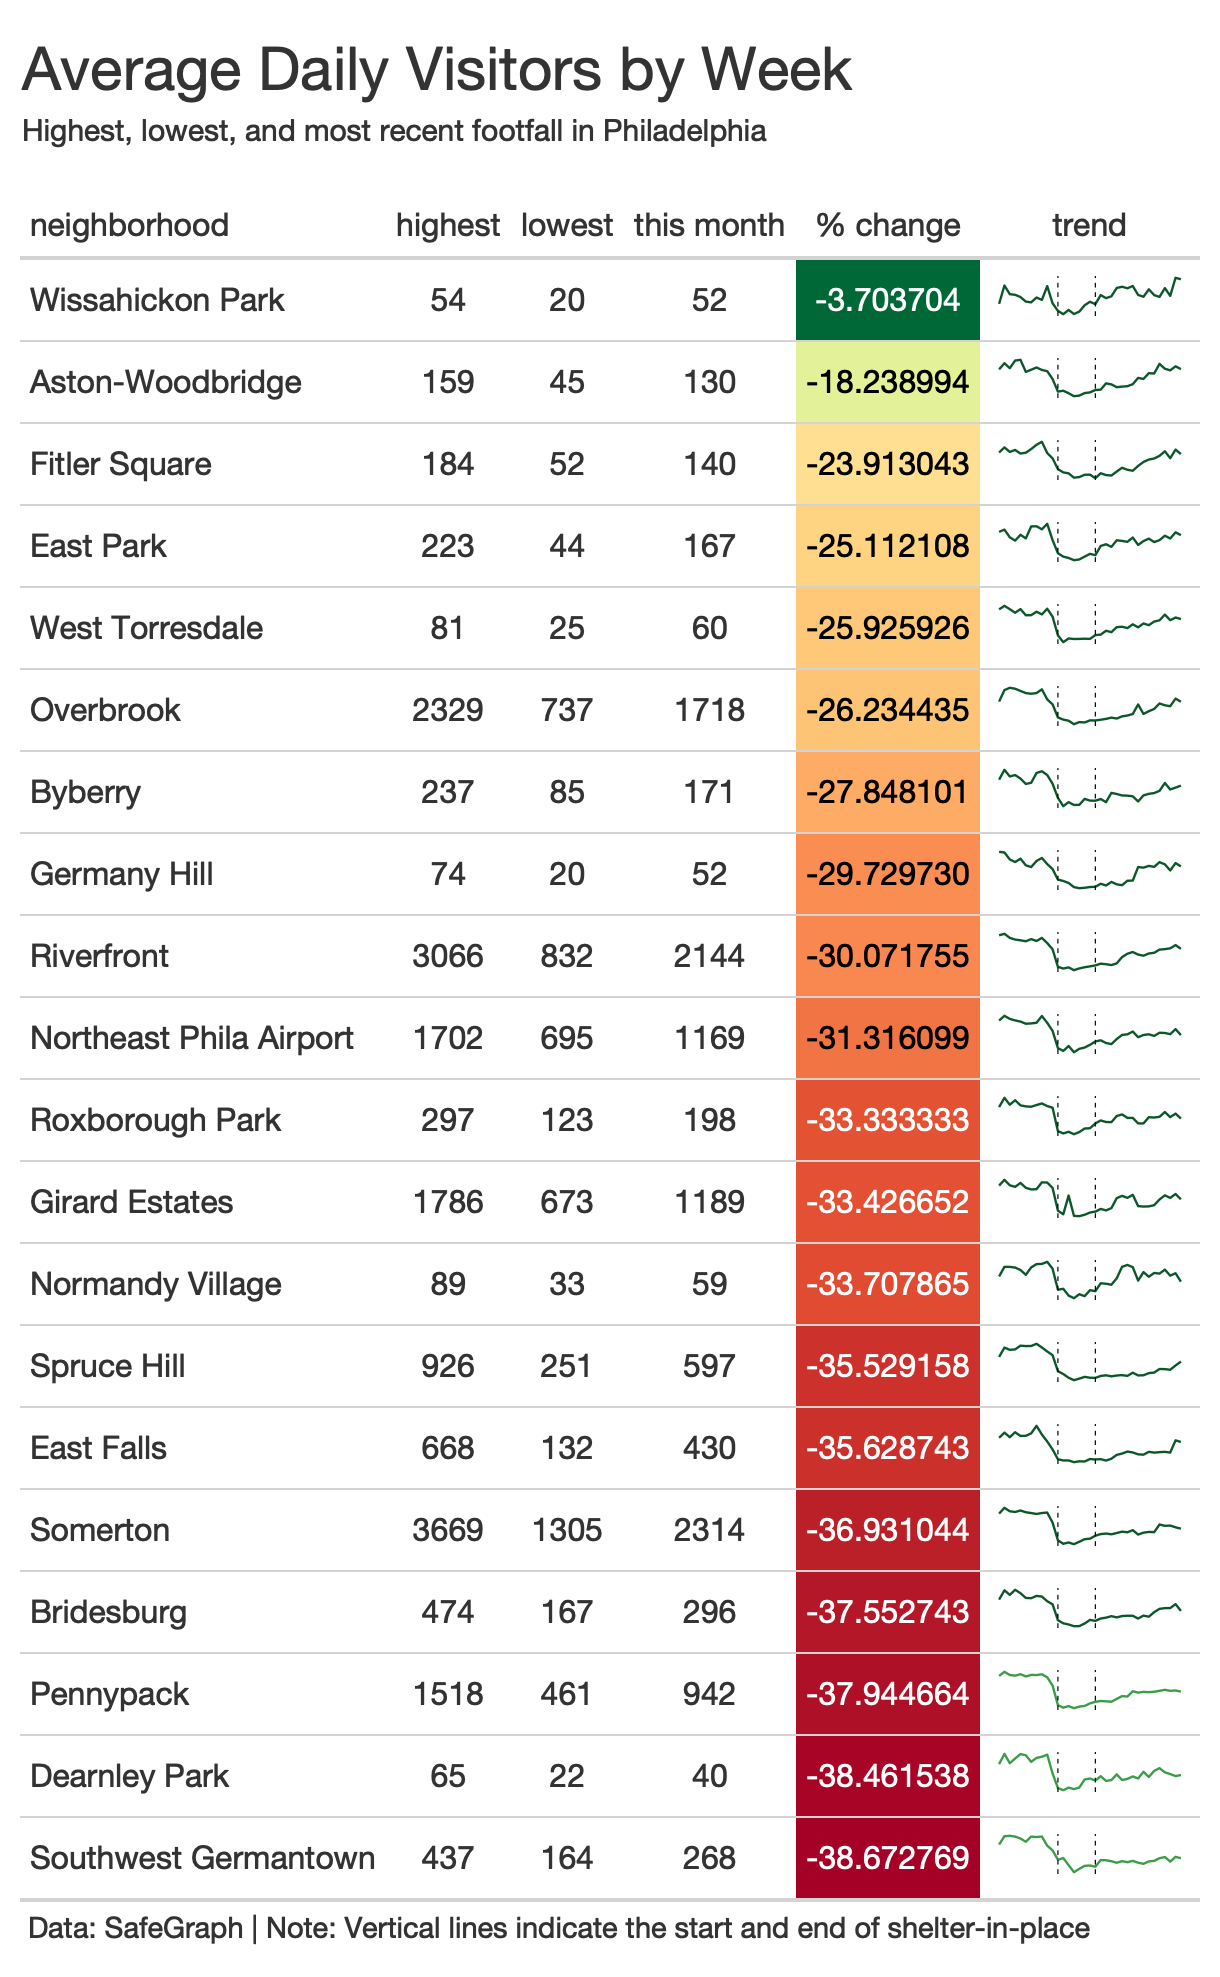 Average Daily Visitors by Week
Highest, lowest, and most recent footfall in Philadelphia
neighborhood highest lowest this month % change trend
Wissahickon Park 54 20 52 -3.703704
Aston-Woodbridge 159 45 130 -18.238994
Fitler Square 184 52 140 -23.913043
East Park 223 44 167 -25.112108
West Torresdale 81 25 60 -25.925926
Overbrook 2329 737 1718 -26.234435
Byberry 237 85 171 -27.848101
Germany Hill 74 20 52 -29.729730
Riverfront 3066 832 2144 -30.071755
Northeast Phila Airport 1702 695 1169 -31.316099
Roxborough Park 297 123 198 -33.333333
Girard Estates 1786 673 1189 -33.426652
Normandy Village 89 33 59 -33.707865
Spruce Hill 926 251 597 -35.529158
East Falls 668 132 430 -35.628743
Somerton 3669 1305 2314 -36.931044
Bridesburg 474 167 296 -37.552743
Pennypack 1518 461 942 -37.944664
Dearnley Park 65 22 40 -38.461538
Southwest Germantown 437 164 268 -38.672769
Data: SafeGraph | Note: Vertical lines indicate the start and end of shelter-in-place